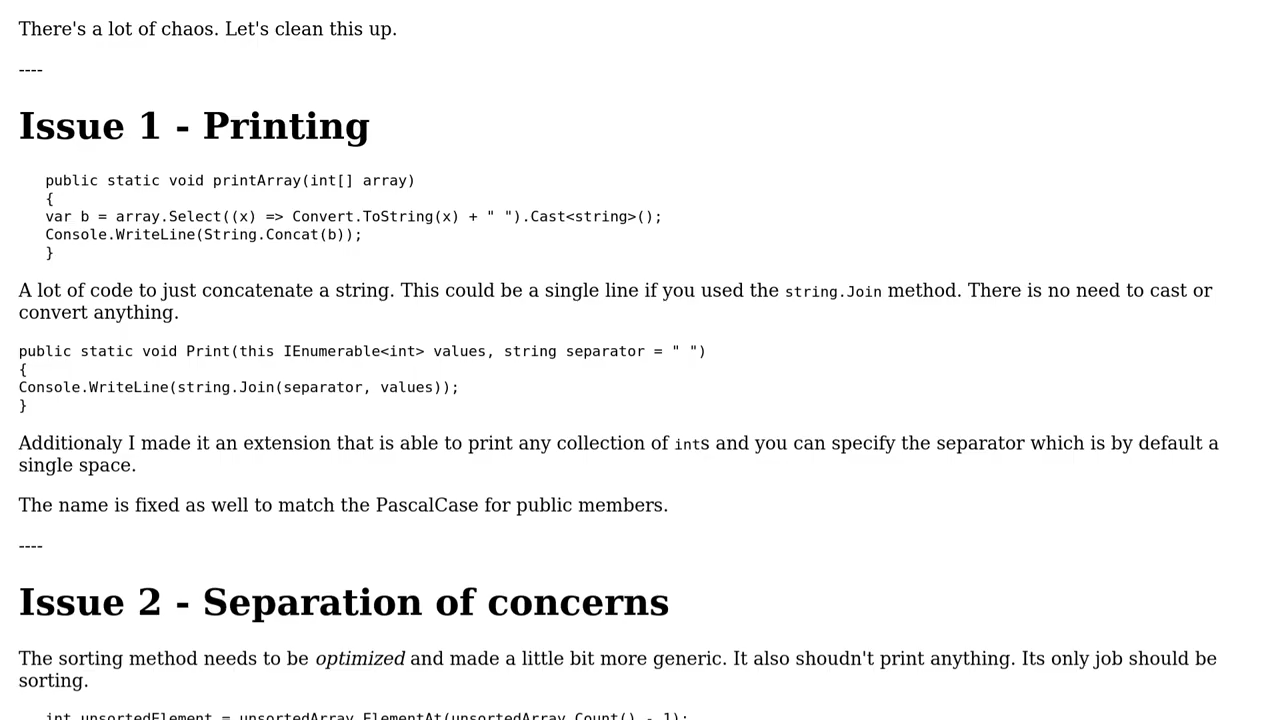 There's a lot of chaos. Let's clean this up.
----
Issue 1 - Printing
public static void printArray(int[] array)
{
var b = array.Select((x) => Convert.ToString(x) + " ").Cast<string>();
Console.WriteLine(String.Concat(b));
}
A lot of code to just concatenate a string. This could be a single line if you used the string.Join method. There is no need to cast or
convert anything.
public static void Print(this IEnumerable<int> values, string separator = " ")
{
Console.WriteLine(string.Join(separator, values));
}
Additionaly I made it an extension that is able to print any collection of ints and you can specify the separator which is by default a
single space.
The name is fixed as well to match the PascalCase for public members.
----
Issue 2 - Separation of concerns
The sorting method needs to be optimized and made a little bit more generic. It also shoudn't print anything. Its only job should be
sorting.
int unsortedElement = unsortedArray.ElementAt(unsortedArray.Count() - 1);